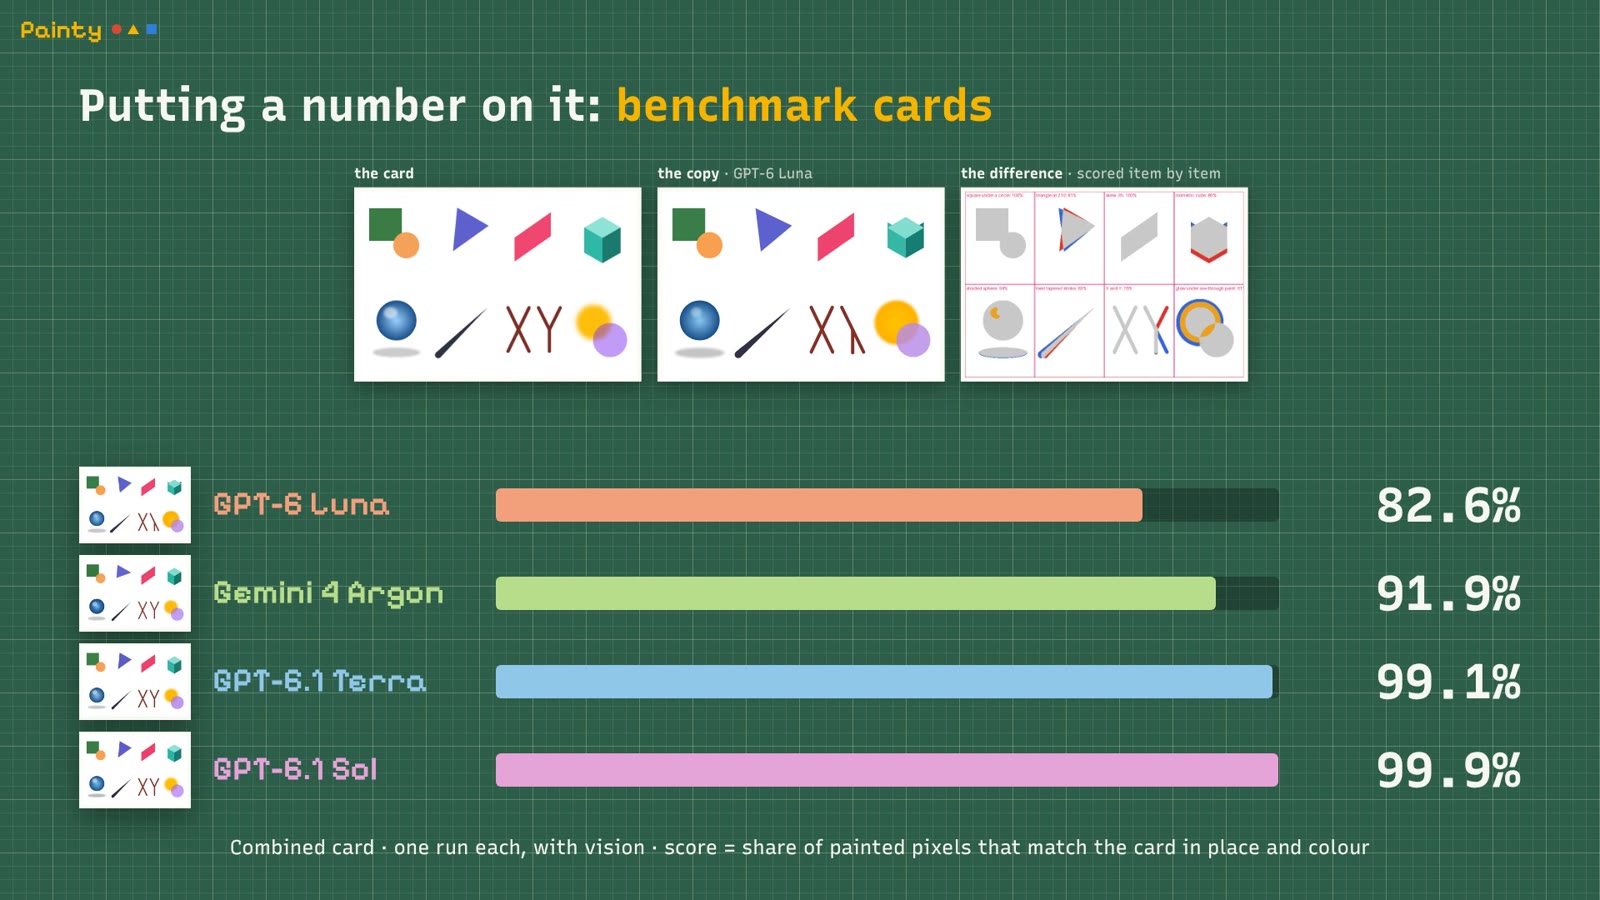 Painty
Putting a number on it: benchmark cards
the card
the copy · GPT-6 Luna
the difference · scored item by item
XY
GPT-6 Luna
82.6%
Gemini 4 Argon
91.9%
GPT-6.1 Terra
99.1%
GPT-6.1 Sol
99.9%
Combined card · one run each, with vision · score = share of painted pixels that match the card in place and colour